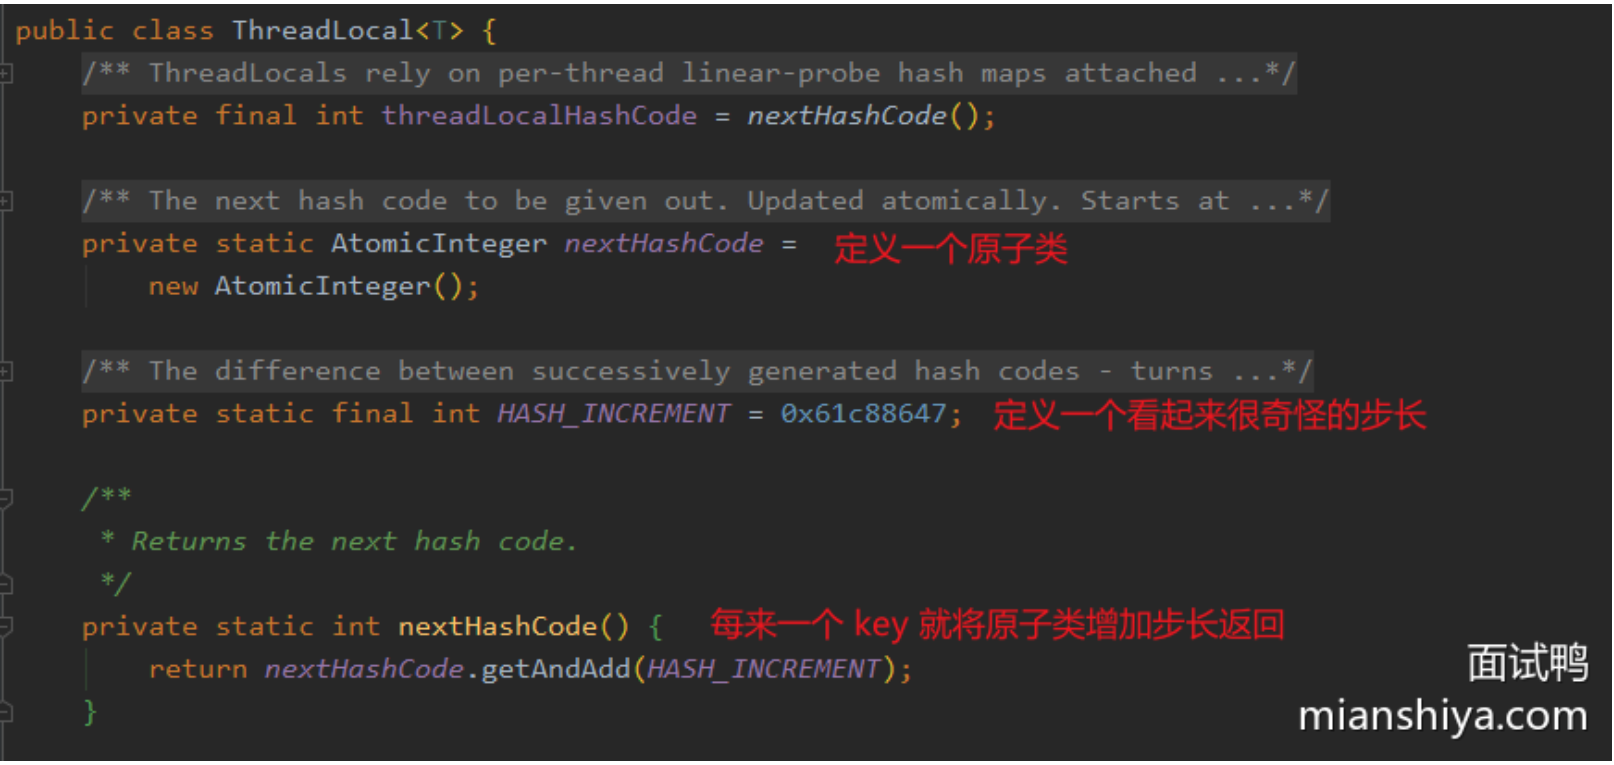 public class ThreadLocal<T> {
/** ThreadLocals rely on per-thread linear-probe hash maps attached ...*/
private final int threadLocalHashCode = nextHashCode();
/** The next hash code to be given out. Updated atomically. Starts at ...*/
private static AtomicInteger nextHashCode = 定义一个原子类
new AtomicInteger();
/** The difference between successively generated hash codes - turns ...*/
private static final int HASH_INCREMENT = 0x61c88647; 定义一个看起来很奇怪的步长
/**
* Returns the next hash code.
*/
private static int nextHashCode() { 每来一个 key 就将原子类增加步长返回
return nextHashCode.getAndAdd(HASH_INCREMENT);
}
面试鸭
mianshiya.com